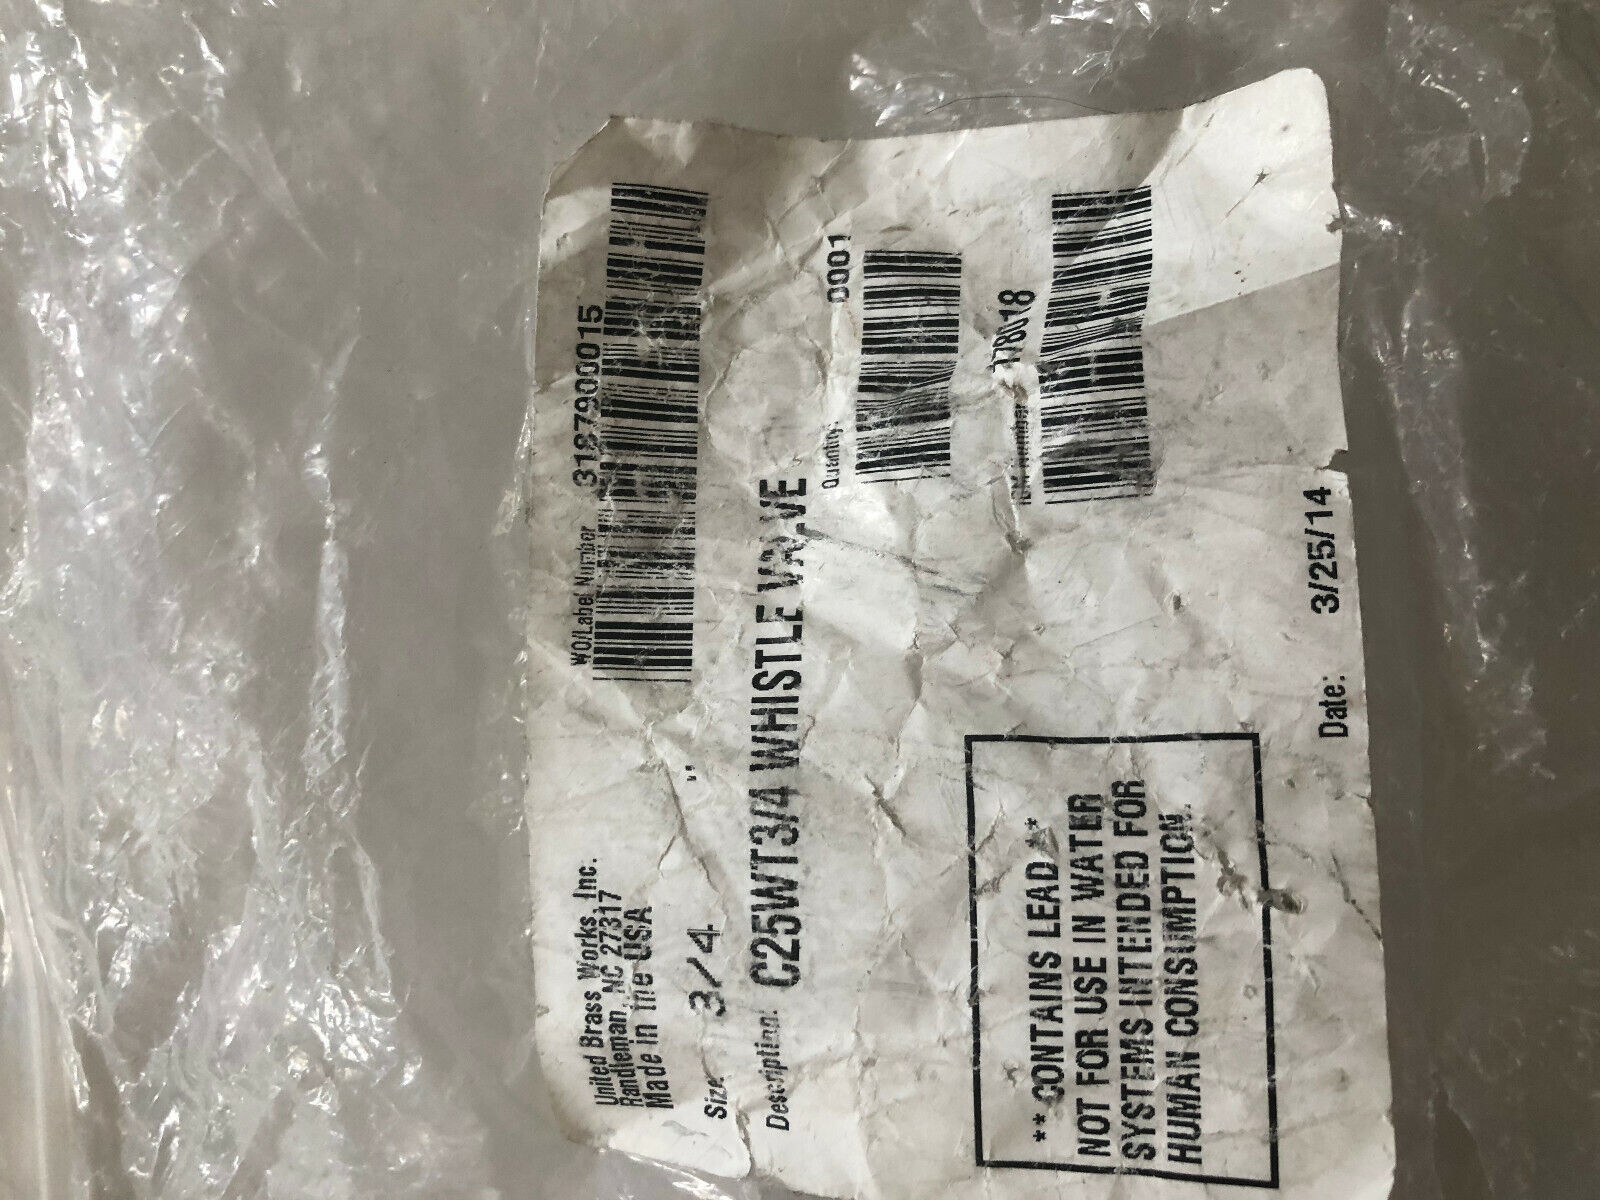 United Brass Works, Inc.
Randleman, NC 27317
Made in the USA
WO/Label Number 31879000 15
Size 3/4 "
Description: C25WT3/4 WHISTLE VALVE
Quantity: 0001
** CONTAINS LEAD **
NOT FOR USE IN WATER
SYSTEMS INTENDED FOR
HUMAN CONSUMPTION.
Date: 3/25/14